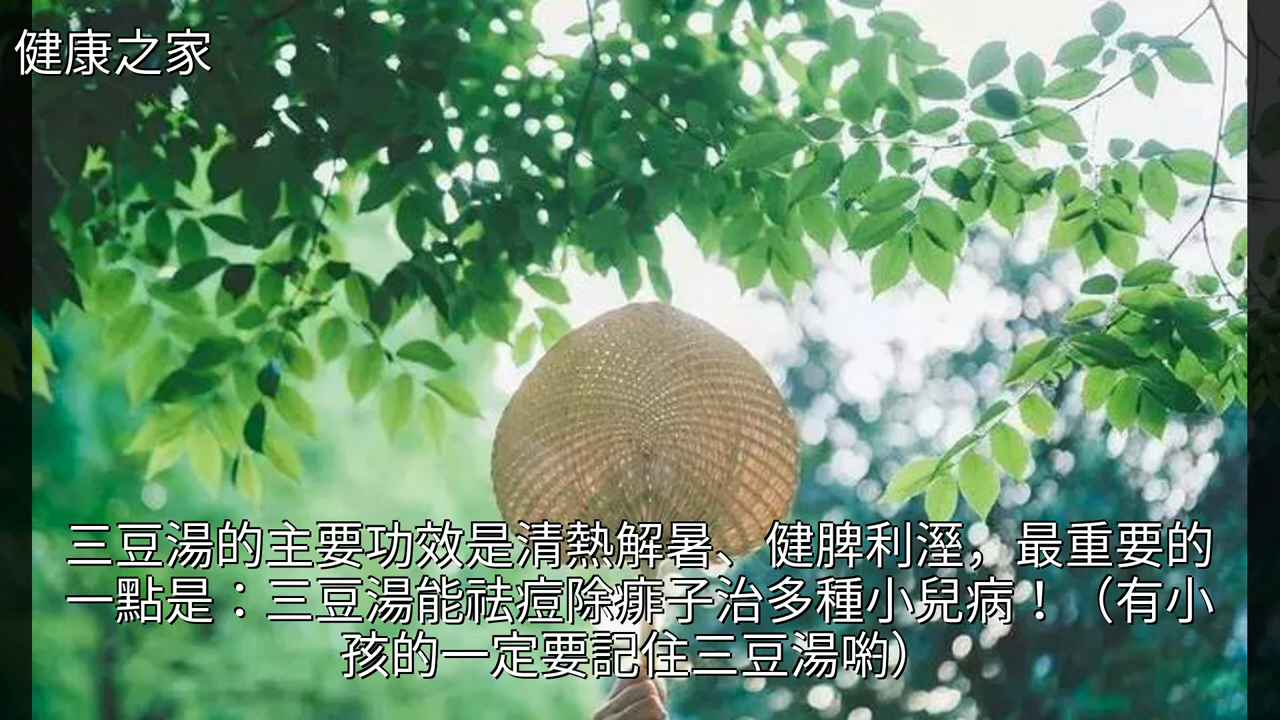 健康之家
三豆湯的主要功效是清熱解暑、健脾利溼，最重要的
一點是：三豆湯能祛痘除痱子治多種小兒病！（有小
孩的一定要記住三豆湯喲）